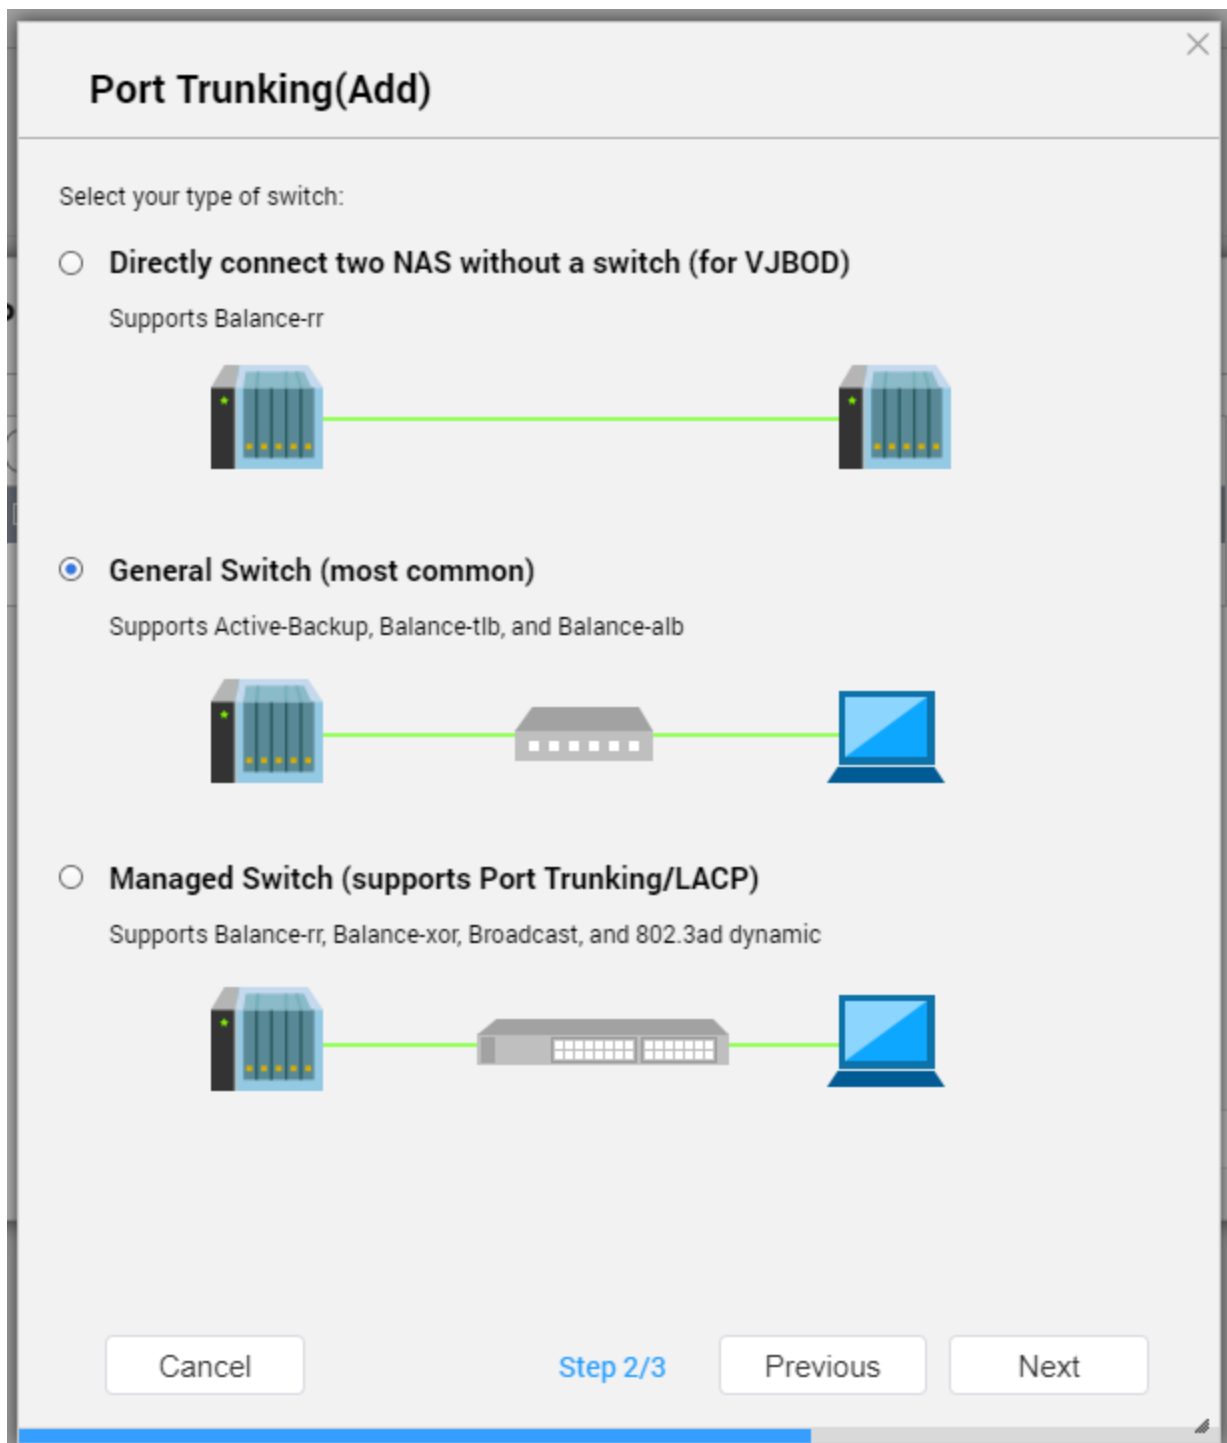 Port Trunking(Add)
Select your type of switch:
Directly connect two NAS without a switch (for VJBOD)
Supports Balance-rr
General Switch (most common)
Supports Active-Backup, Balance-tlb, and Balance-alb
Managed Switch (supports Port Trunking/LACP)
Supports Balance-rr, Balance-xor, Broadcast, and 802.3ad dynamic
Cancel
Step 2/3
Previous
Next